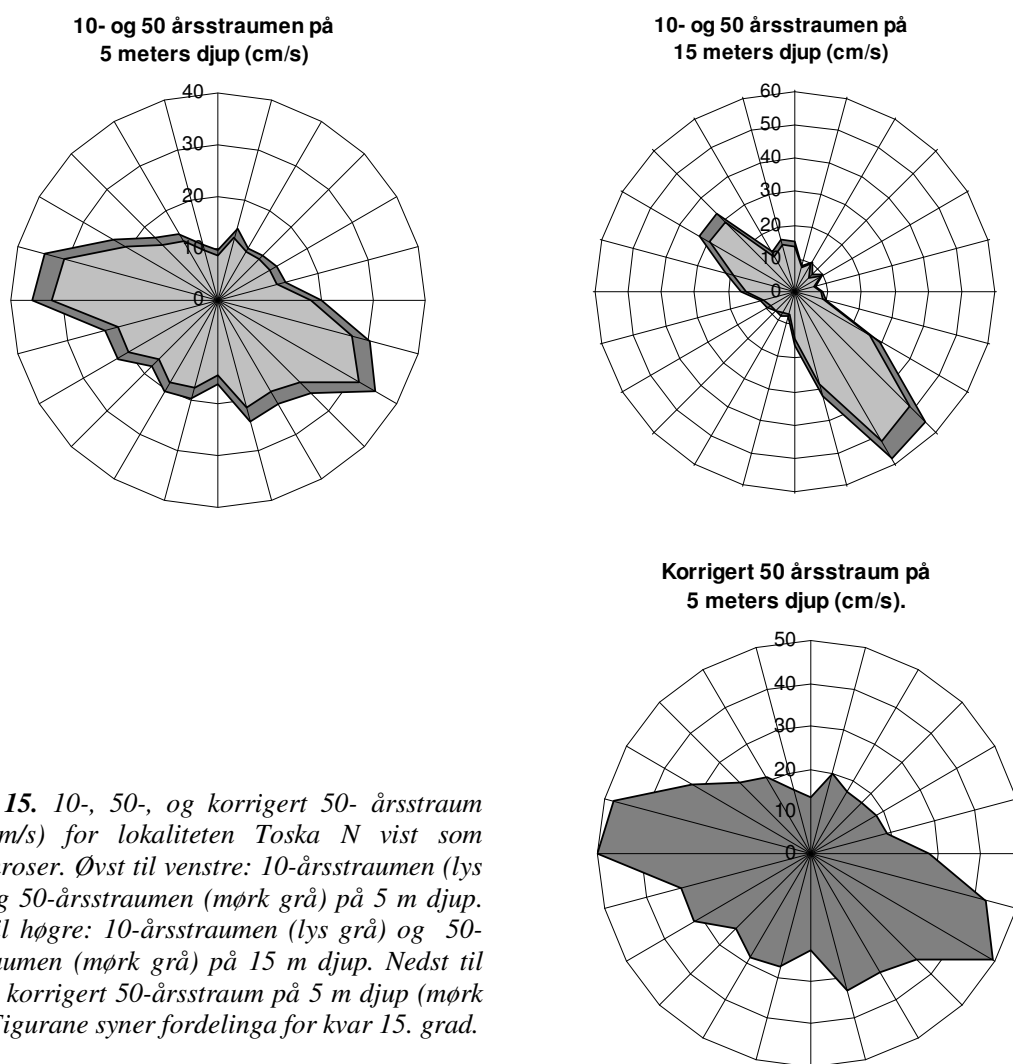 10- og 50 årsstraumen på
5 meters djup (cm/s)
40
30
20
10
0
10- og 50 årsstraumen på
15 meters djup (cm/s)
60
50
40
30
20
10
0
Korrigert 50 årsstraum på
5 meters djup (cm/s).
50
40
30
20
10
0
15. 10-, 50-, og korrigert 50- årsstraum
m/s) for lokaliteten Toska N vist som
roser. Øvst til venstre: 10-årsstraumen (lys
g 50-årsstraumen (mørk grå) på 5 m djup.
il høgre: 10-årsstraumen (lys grå) og 50-
aumen (mørk grå) på 15 m djup. Nedst til
korrigert 50-årsstraum på 5 m djup (mørk
Figurane syner fordelinga for kvar 15. grad.